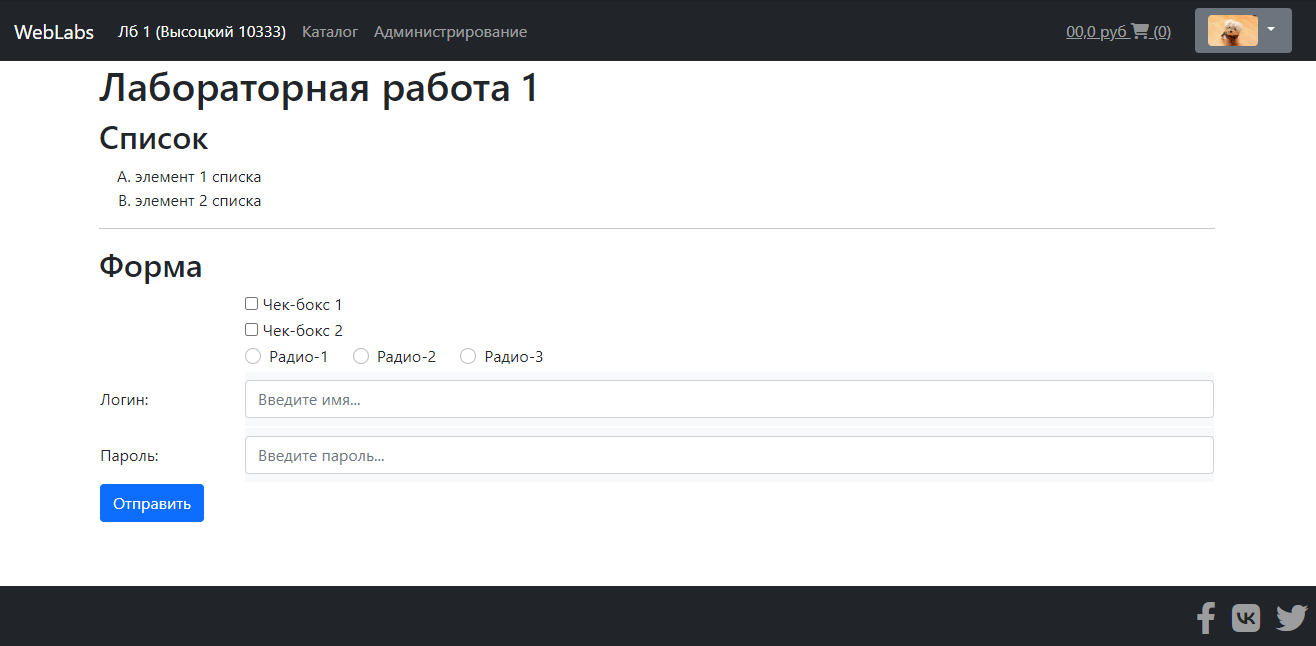 WebLabs Лб 1 (Высоцкий 10333) Каталог Администрирование 00,0 руб (0)
Лабораторная работа 1
Список
A. элемент 1 списка
B. элемент 2 списка
Форма
Чек-бокс 1
Чек-бокс 2
Радио-1 Радио-2 Радио-3
Логин: Введите имя...
Пароль: Введите пароль...
Отправить